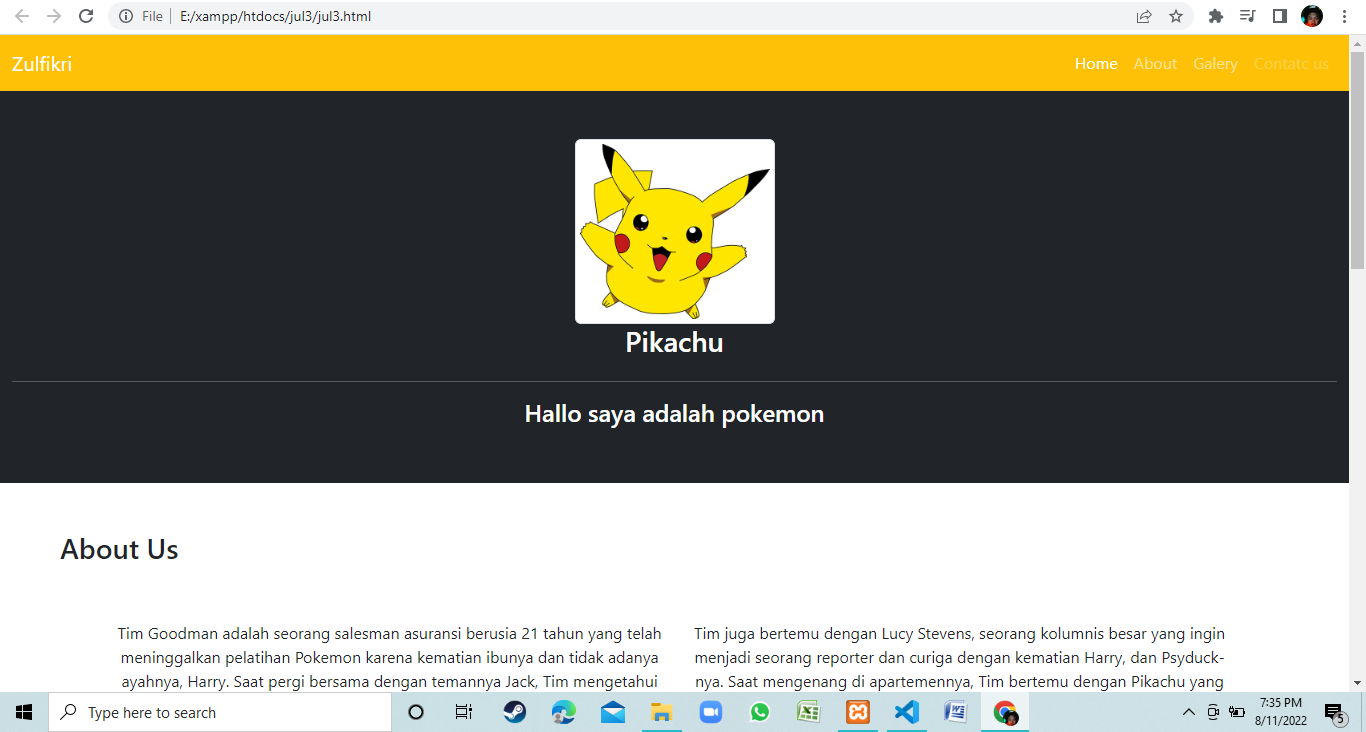 File E:/xampp/htdocs/jul3/jul3.html
Zulfikri Home About Galery Contatc us
Pikachu
Hallo saya adalah pokemon
About Us
Tim Goodman adalah seorang salesman asuransi berusia 21 tahun yang telah
meninggalkan pelatihan Pokemon karena kematian ibunya dan tidak adanya
ayahnya, Harry. Saat pergi bersama dengan temannya Jack, Tim mengetahui
Tim juga bertemu dengan Lucy Stevens, seorang kolumnis besar yang ingin
menjadi seorang reporter dan curiga dengan kematian Harry, dan Psyduck-
nya. Saat mengenang di apartemennya, Tim bertemu dengan Pikachu yang
Type here to search
7:35 PM
8/11/2022
5